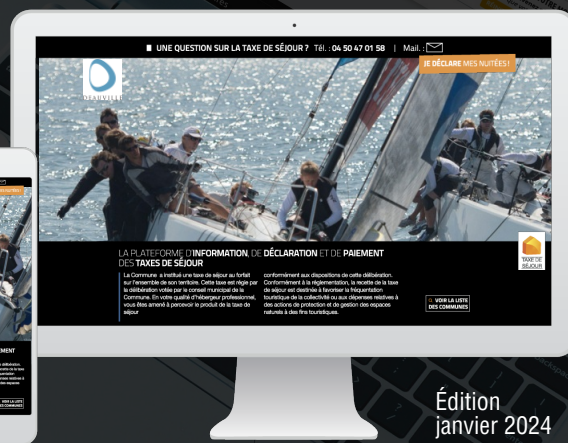 UNE QUESTION SUR LA TAXE DE SÉJOUR ? Tél. : 04 50 47 01 58 | Mail. :
JE DÉCLARE MES NUITÉES !
DEAUVILLE
LA PLATEFORME D'INFORMATION, DE DÉCLARATION ET DE PAIEMENT
DES TAXES DE SÉJOUR
La Commune a institué une taxe de séjour au forfait
sur l'ensemble de son territoire. Cette taxe est régie par
la délibération votée par le conseil municipal de la
Commune. En votre qualité d'hébergeur professionnel,
vous êtes amené à percevoir le produit de la taxe de
séjour
conformément aux dispositions de cette délibération.
Conformément à la réglementation, la recette de la taxe
de séjour est destinée à favoriser la fréquentation
touristique de la collectivité ou aux dépenses relatives à
des actions de protection et de gestion des espaces
naturels à des fins touristiques.
TAXE DE
SÉJOUR
VOIR LA LISTE
DES COMMUNES
VOIR LA LISTE
DES COMMUNES
Édition
janvier 2024